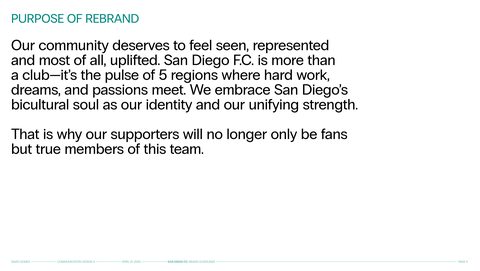 PURPOSE OF REBRAND
Our community deserves to feel seen, represented
and most of all, uplifted. San Diego F.C. is more than
a club—it's the pulse of 5 regions where hard work,
dreams, and passions meet. We embrace San Diego's
bicultural soul as our identity and our unifying strength.
That is why our supporters will no longer only be fans
but true members of this team.